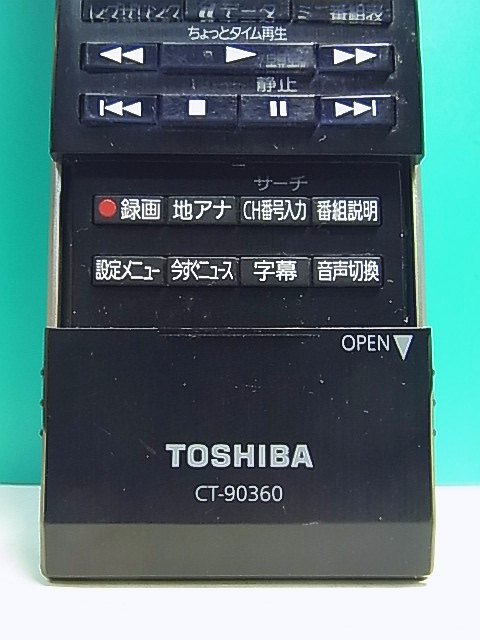 ちょっとタイム再生
静止
サーチ
録画 地アナ CH番号入力 番組説明
設定メニュー 今すぐニュース 字幕 音声切換
OPEN
TOSHIBA
CT-90360